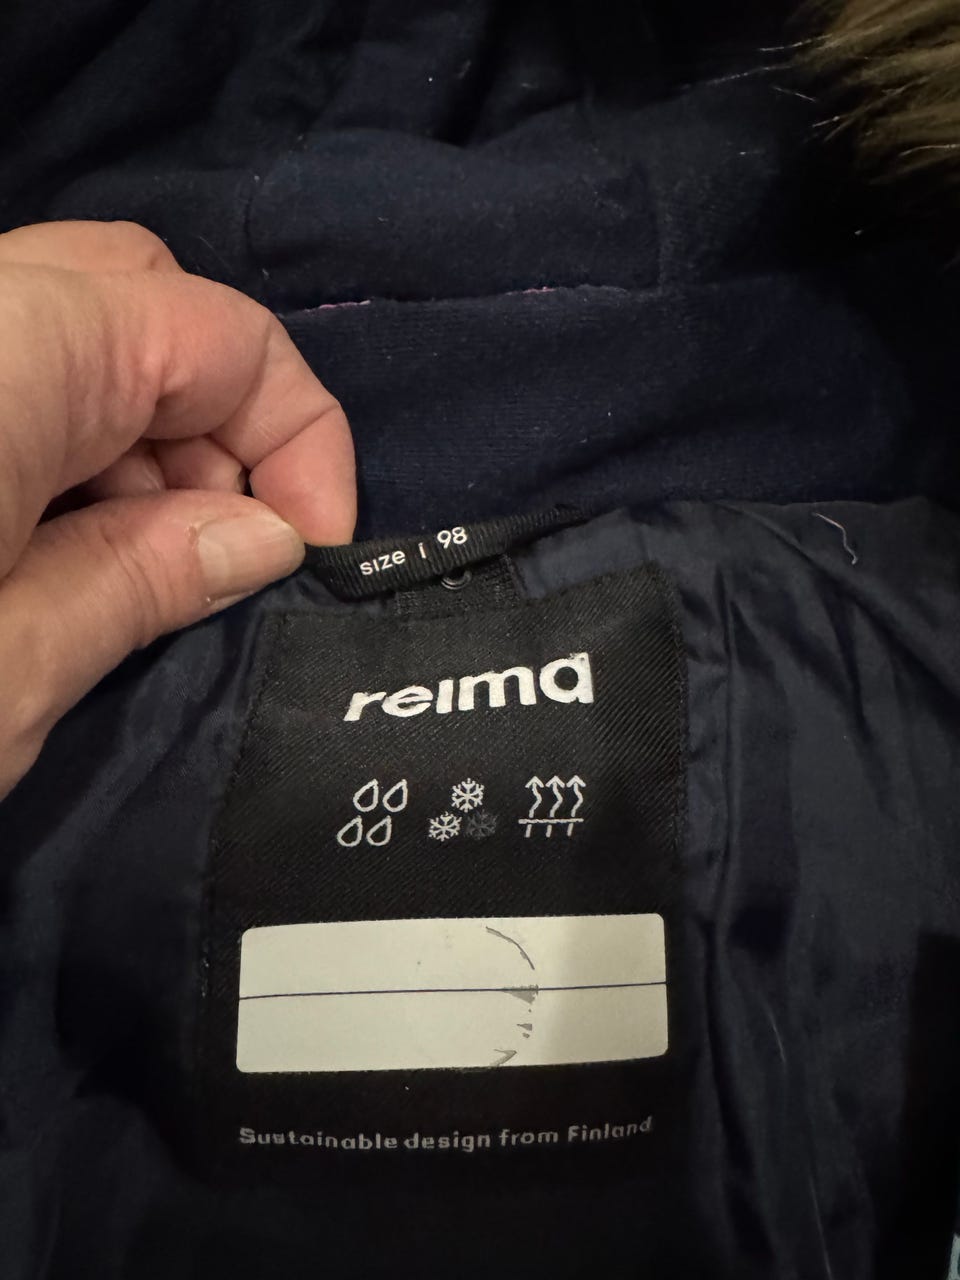 size | 98
reima
Sustainable design from Finland